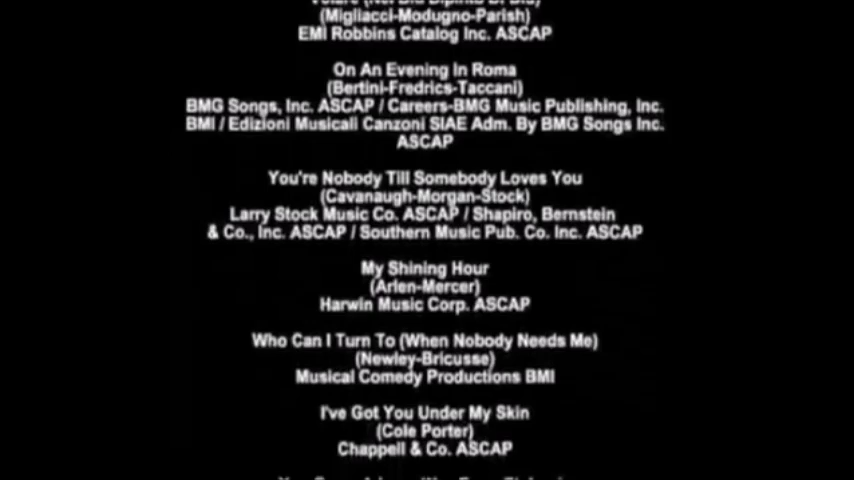 (Migliacci-Modugno-Parish)
EMI Robbins Catalog Inc. ASCAP
On An Evening In Roma
(Bertini-Fredrics-Taccani)
BMG Songs, Inc. ASCAP / Careers-BMG Music Publishing, Inc.
BMI / Edizioni Musicali Canzoni SIAE Adm. By BMG Songs Inc.
ASCAP
You're Nobody Till Somebody Loves You
(Cavanaugh-Morgan-Stock)
Larry Stock Music Co. ASCAP / Shapiro, Bernstein
& Co., Inc. ASCAP / Southern Music Pub. Co. Inc. ASCAP
My Shining Hour
(Arlen-Mercer)
Harwin Music Corp. ASCAP
Who Can I Turn To (When Nobody Needs Me)
(Newley-Bricusse)
Musical Comedy Productions BMI
I've Got You Under My Skin
(Cole Porter)
Chappell & Co. ASCAP